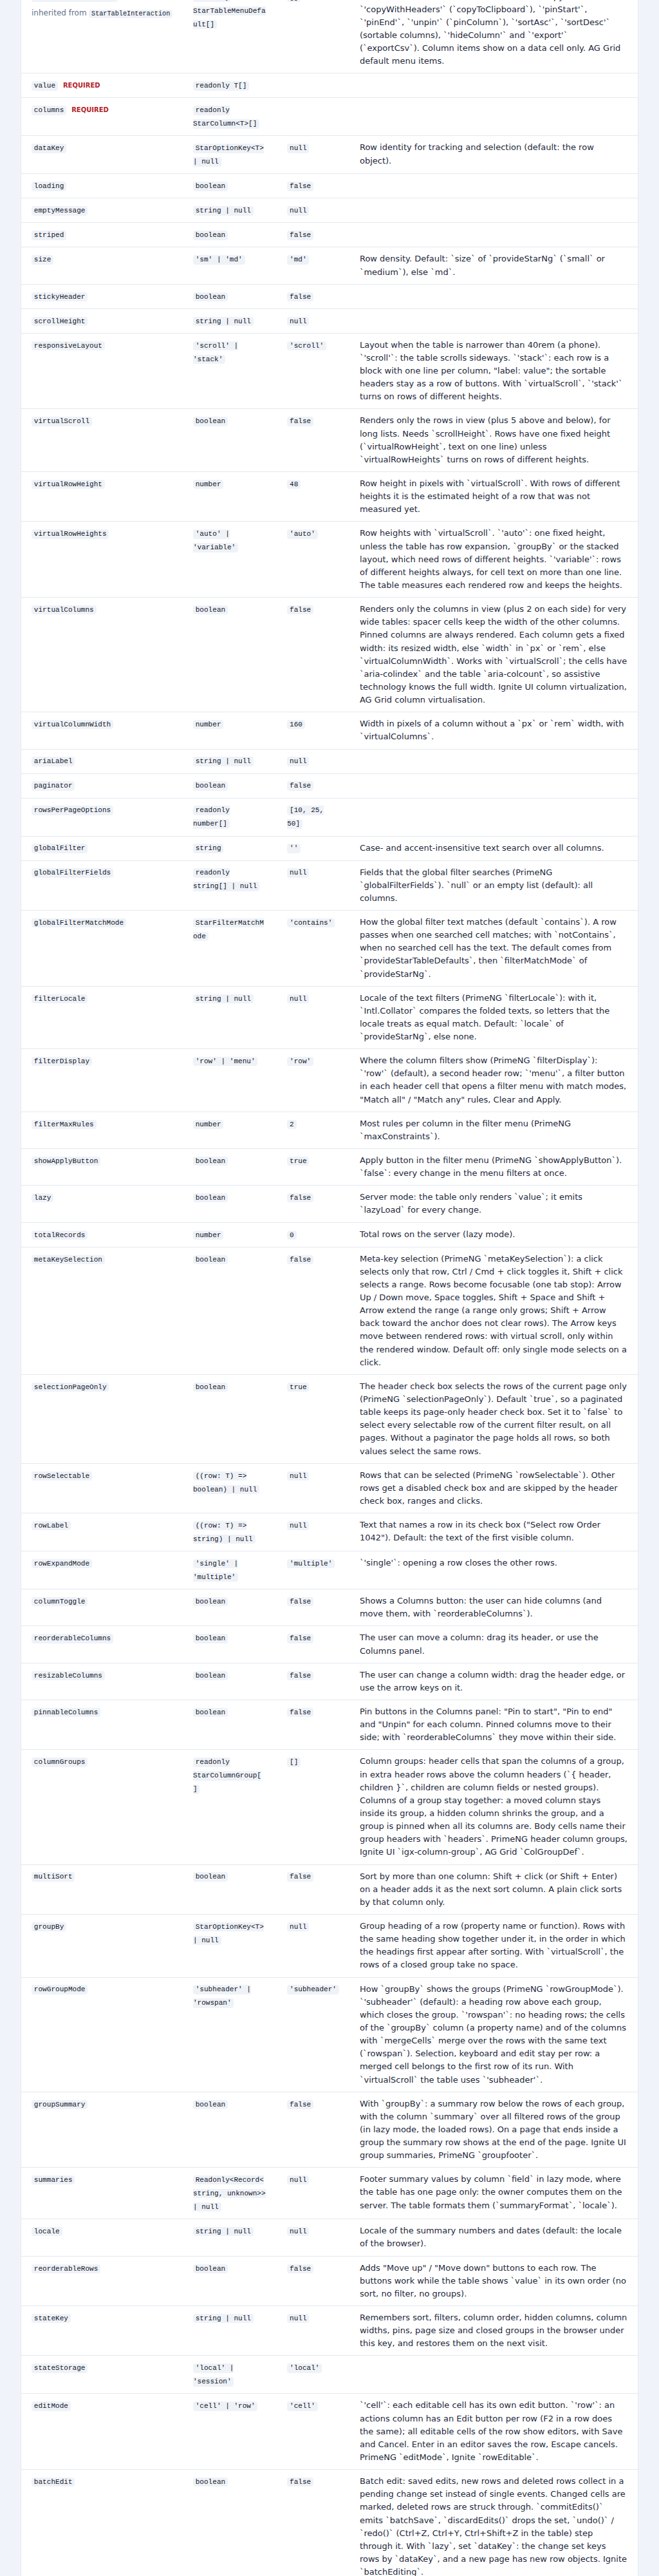 `'copyWithHeaders'` (`copyToClipboard`), `'pinStart'`,
inherited from StarTableInteraction
StarTableMenuDefa
ult[]
`'pinEnd'`, `'unpin'` (`pinColumn`), `'sortAsc'`, `'sortDesc'`
(sortable columns), `'hideColumn'` and `'export'`
(`exportCsv`). Column items show on a data cell only. AG Grid
default menu items.
value REQUIRED
readonly T[]
columns REQUIRED
readonly
StarColumn<T>[]
dataKey
StarOptionKey<T>
| null
null
Row identity for tracking and selection (default: the row
object).
loading
boolean
false
emptyMessage
string | null
null
striped
boolean
false
size
'sm' | 'md'
'md'
Row density. Default: `size` of `provideStarNg` (`small` or
`medium`), else `md`.
stickyHeader
boolean
false
scrollHeight
string | null
null
responsiveLayout
'scroll' |
'stack'
'scroll'
Layout when the table is narrower than 40rem (a phone).
`'scroll'`: the table scrolls sideways. `'stack'`: each row is a
block with one line per column, "label: value"; the sortable
headers stay as a row of buttons. With `virtualScroll`, `'stack'`
turns on rows of different heights.
virtualScroll
boolean
false
Renders only the rows in view (plus 5 above and below), for
long lists. Needs `scrollHeight`. Rows have one fixed height
(`virtualRowHeight`, text on one line) unless
`virtualRowHeights` turns on rows of different heights.
virtualRowHeight
number
48
Row height in pixels with `virtualScroll`. With rows of different
heights it is the estimated height of a row that was not
measured yet.
virtualRowHeights
'auto' |
'variable'
'auto'
Row heights with `virtualScroll`. `'auto'`: one fixed height,
unless the table has row expansion, `groupBy` or the stacked
layout, which need rows of different heights. `'variable'`: rows
of different heights always, for cell text on more than one line.
The table measures each rendered row and keeps the heights.
virtualColumns
boolean
false
Renders only the columns in view (plus 2 on each side) for very
wide tables: spacer cells keep the width of the other columns.
Pinned columns are always rendered. Each column gets a fixed
width: its resized width, else `width` in `px` or `rem`, else
`virtualColumnWidth`. Works with `virtualScroll`; the cells have
`aria-colindex` and the table `aria-colcount`, so assistive
technology knows the full width. Ignite UI column virtualization,
AG Grid column virtualisation.
virtualColumnWidth
number
160
Width in pixels of a column without a `px` or `rem` width, with
`virtualColumns`.
ariaLabel
string | null
null
paginator
boolean
false
rowsPerPageOptions
readonly
number[]
[10, 25,
50]
globalFilter
string
''
Case- and accent-insensitive text search over all columns.
globalFilterFields
readonly
string[] | null
null
Fields that the global filter searches (PrimeNG
`globalFilterFields`). `null` or an empty list (default): all
columns.
globalFilterMatchMode
StarFilterMatchM
ode
'contains'
How the global filter text matches (default `contains`). A row
passes when one searched cell matches; with `notContains`,
when no searched cell has the text. The default comes from
`provideStarTableDefaults`, then `filterMatchMode` of
`provideStarNg`.
filterLocale
string | null
null
Locale of the text filters (PrimeNG `filterLocale`): with it,
`Intl.Collator` compares the folded texts, so letters that the
locale treats as equal match. Default: `locale` of
`provideStarNg`, else none.
filterDisplay
'row' | 'menu'
'row'
Where the column filters show (PrimeNG `filterDisplay`):
`'row'` (default), a second header row; `'menu'`, a filter button
in each header cell that opens a filter menu with match modes,
"Match all" / "Match any" rules, Clear and Apply.
filterMaxRules
number
2
Most rules per column in the filter menu (PrimeNG
`maxConstraints`).
showApplyButton
boolean
true
Apply button in the filter menu (PrimeNG `showApplyButton`).
`false`: every change in the menu filters at once.
lazy
boolean
false
Server mode: the table only renders `value`; it emits
`lazyLoad` for every change.
totalRecords
number
0
Total rows on the server (lazy mode).
metaKeySelection
boolean
false
Meta-key selection (PrimeNG `metaKeySelection`): a click
selects only that row, Ctrl / Cmd + click toggles it, Shift + click
selects a range. Rows become focusable (one tab stop): Arrow
Up / Down move, Space toggles, Shift + Space and Shift +
Arrow extend the range (a range only grows; Shift + Arrow
back toward the anchor does not clear rows). The Arrow keys
move between rendered rows: with virtual scroll, only within
the rendered window. Default off: only single mode selects on a
click.
selectionPageOnly
boolean
true
The header check box selects the rows of the current page only
(PrimeNG `selectionPageOnly`). Default `true`, so a paginated
table keeps its page-only header check box. Set it to `false` to
select every selectable row of the current filter result, on all
pages. Without a paginator the page holds all rows, so both
values select the same rows.
rowSelectable
((row: T) =>
boolean) | null
null
Rows that can be selected (PrimeNG `rowSelectable`). Other
rows get a disabled check box and are skipped by the header
check box, ranges and clicks.
rowLabel
((row: T) =>
string) | null
null
Text that names a row in its check box ("Select row Order
1042"). Default: the text of the first visible column.
rowExpandMode
'single' |
'multiple'
'multiple'
`'single'`: opening a row closes the other rows.
columnToggle
boolean
false
Shows a Columns button: the user can hide columns (and
move them, with `reorderableColumns`).
reorderableColumns
boolean
false
The user can move a column: drag its header, or use the
Columns panel.
resizableColumns
boolean
false
The user can change a column width: drag the header edge, or
use the arrow keys on it.
pinnableColumns
boolean
false
Pin buttons in the Columns panel: "Pin to start", "Pin to end"
and "Unpin" for each column. Pinned columns move to their
side; with `reorderableColumns` they move within their side.
columnGroups
readonly
StarColumnGroup[
]
[]
Column groups: header cells that span the columns of a group,
in extra header rows above the column headers (`{ header,
children }`, children are column fields or nested groups).
Columns of a group stay together: a moved column stays
inside its group, a hidden column shrinks the group, and a
group is pinned when all its columns are. Body cells name their
group headers with `headers`. PrimeNG header column groups,
Ignite UI `igx-column-group`, AG Grid `ColGroupDef`.
multiSort
boolean
false
Sort by more than one column: Shift + click (or Shift + Enter)
on a header adds it as the next sort column. A plain click sorts
by that column only.
groupBy
StarOptionKey<T>
| null
null
Group heading of a row (property name or function). Rows with
the same heading show together under it, in the order in which
the headings first appear after sorting. With `virtualScroll`, the
rows of a closed group take no space.
rowGroupMode
'subheader' |
'rowspan'
'subheader'
How `groupBy` shows the groups (PrimeNG `rowGroupMode`).
`'subheader'` (default): a heading row above each group,
which closes the group. `'rowspan'`: no heading rows; the cells
of the `groupBy` column (a property name) and of the columns
with `mergeCells` merge over the rows with the same text
(`rowspan`). Selection, keyboard and edit stay per row: a
merged cell belongs to the first row of its run. With
`virtualScroll` the table uses `'subheader'`.
groupSummary
boolean
false
With `groupBy`: a summary row below the rows of each group,
with the column `summary` over all filtered rows of the group
(in lazy mode, the loaded rows). On a page that ends inside a
group the summary row shows at the end of the page. Ignite UI
group summaries, PrimeNG `groupfooter`.
summaries
Readonly<Record<
string, unknown>>
| null
null
Footer summary values by column `field` in lazy mode, where
the table has one page only: the owner computes them on the
server. The table formats them (`summaryFormat`, `locale`).
locale
string | null
null
Locale of the summary numbers and dates (default: the locale
of the browser).
reorderableRows
boolean
false
Adds "Move up" / "Move down" buttons to each row. The
buttons work while the table shows `value` in its own order (no
sort, no filter, no groups).
stateKey
string | null
null
Remembers sort, filters, column order, hidden columns, column
widths, pins, page size and closed groups in the browser under
this key, and restores them on the next visit.
stateStorage
'local' |
'session'
'local'
editMode
'cell' | 'row'
'cell'
`'cell'`: each editable cell has its own edit button. `'row'`: an
actions column has an Edit button per row (F2 in a row does
the same); all editable cells of the row show editors, with Save
and Cancel. Enter in an editor saves the row, Escape cancels.
PrimeNG `editMode`, Ignite `rowEditable`.
batchEdit
boolean
false
Batch edit: saved edits, new rows and deleted rows collect in a
pending change set instead of single events. Changed cells are
marked, deleted rows are struck through. `commitEdits()`
emits `batchSave`, `discardEdits()` drops the set, `undo()` /
`redo()` (Ctrl+Z, Ctrl+Y, Ctrl+Shift+Z in the table) step
through it. With `lazy`, set `dataKey`: the change set keys
rows by `dataKey`, and a new page has new row objects. Ignite
`batchEditing`.